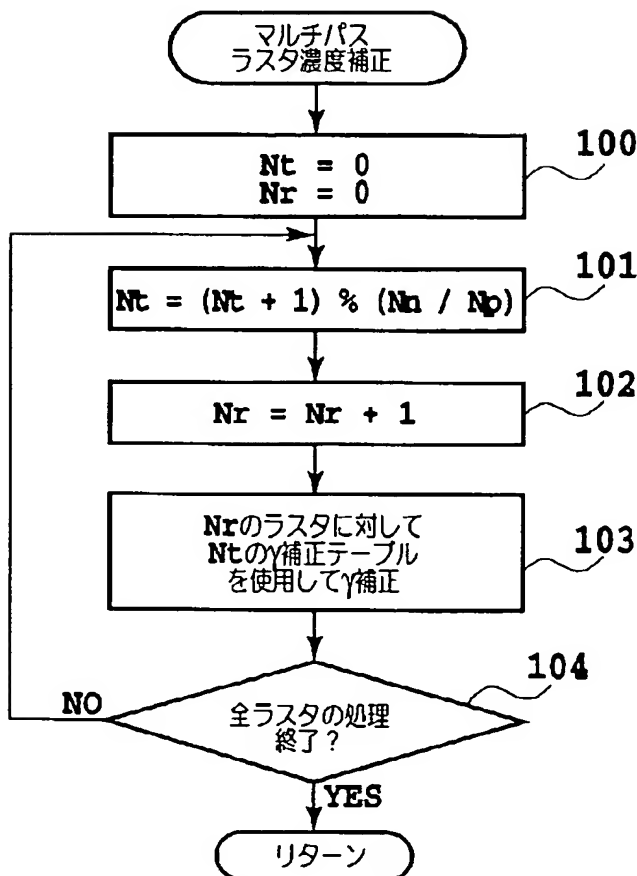 マルチパス
ラスタ濃度補正
100
Nt = 0
Nr = 0
101
Nt = (Nt + 1) % (Nn / Np)
102
Nr = Nr + 1
103
Nrのラスタに対して
Ntのγ補正テーブル
を使用してγ補正
104
NO
全ラスタの処理
終了?
YES
リターン